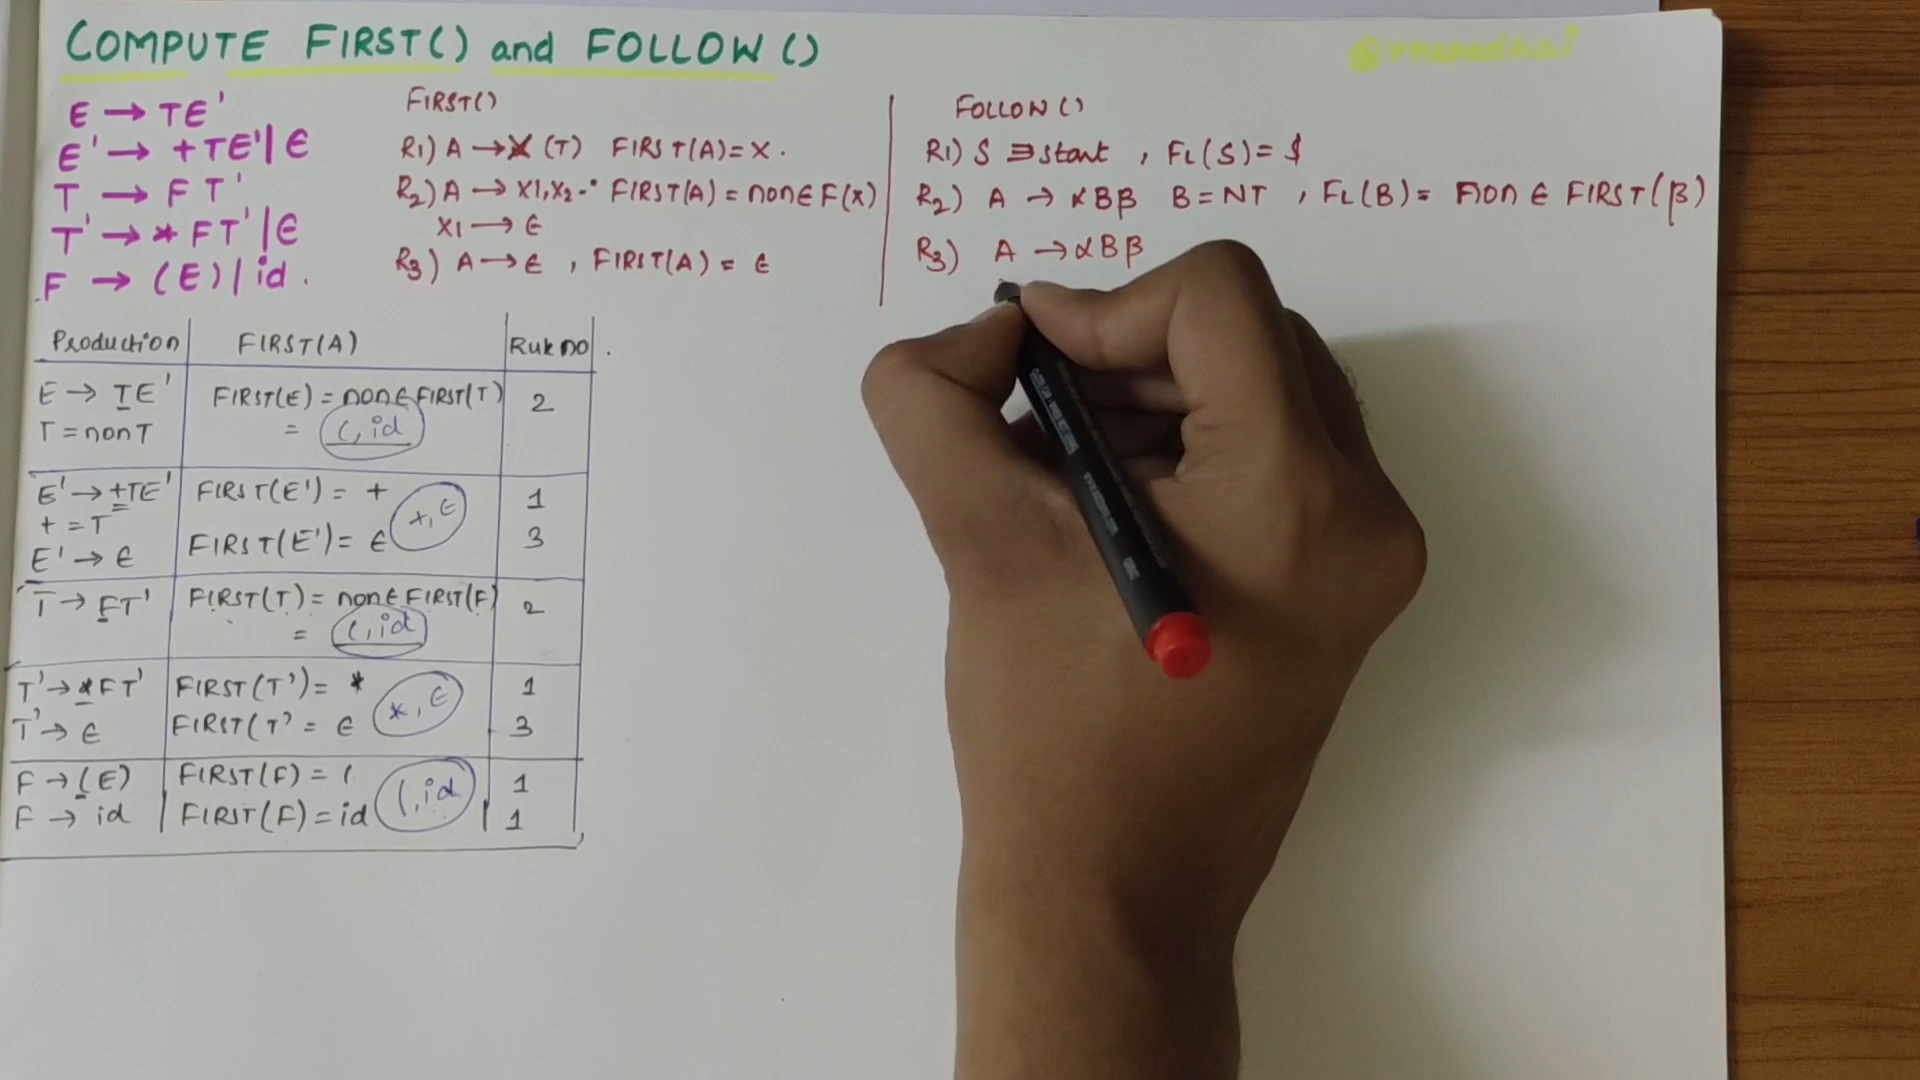 COMPUTE FIRST() and FOLLOW()
E → TE'
E' → +TE'|ϵ
T → FT'
T' → *FT'|ϵ
F → (E)|id.
FIRST()
R1) A → X (T) FIRST(A)=X.
R2) A → X1,X2-- FIRST(A) = non ϵ F(X)
X1 → ϵ
R3) A → ϵ , FIRST(A) = ϵ
FOLLOW()
R1) S ∋ start , FL(S)= $
R2) A → αBβ B=NT , FL(B)= non ϵ FIRST(β)
R3) A → αBβ
Production FIRST(A) Rule no.
E → TE' FIRST(E) = non ϵ FIRST(T) 2
T = nonT = (, id
E' → +TE' FIRST(E') = + 1
+ = T +, ϵ
E' → ϵ FIRST(E') = ϵ 3
T → FT' FIRST(T) = non ϵ FIRST(F) 2
= (, id
T' → *FT' FIRST(T') = * 1
*, ϵ
T' → ϵ FIRST(T' = ϵ 3
F → (E) FIRST(F) = ( 1
(, id
F → id FIRST(F) = id 1